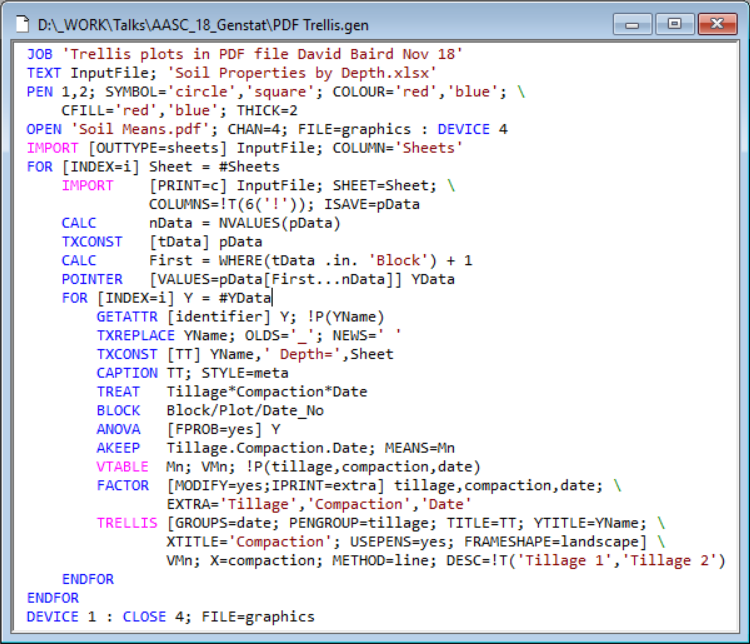 D:\_WORK\Talks\AASC_18_Genstat\PDF Trellis.gen
JOB 'Trellis plots in PDF file David Baird Nov 18'
TEXT InputFile; 'Soil Properties by Depth.xlsx'
PEN 1,2; SYMBOL='circle','square'; COLOUR='red','blue'; \
CFILL='red','blue'; THICK=2
OPEN 'Soil Means.pdf'; CHAN=4; FILE=graphics : DEVICE 4
IMPORT [OUTTYPE=sheets] InputFile; COLUMN='Sheets'
FOR [INDEX=i] Sheet = #Sheets
IMPORT [PRINT=c] InputFile; SHEET=Sheet; \
COLUMNS=!T(6('!')); ISAVE=pData
CALC nData = NVALUES(pData)
TXCONST [tData] pData
CALC First = WHERE(tData .in. 'Block') + 1
POINTER [VALUES=pData[First...nData]] YData
FOR [INDEX=i] Y = #YData
GETATTR [identifier] Y; !P(YName)
TXREPLACE YName; OLDS='_'; NEWS=' '
TXCONST [TT] YName,' Depth=',Sheet
CAPTION TT; STYLE=meta
TREAT Tillage*Compaction*Date
BLOCK Block/Plot/Date_No
ANOVA [FPROB=yes] Y
AKEEP Tillage.Compaction.Date; MEANS=Mn
VTABLE Mn; VMn; !P(tillage,compaction,date)
FACTOR [MODIFY=yes;IPRINT=extra] tillage,compaction,date; \
EXTRA='Tillage','Compaction','Date'
TRELLIS [GROUPS=date; PENGROUP=tillage; TITLE=TT; YTITLE=YName; \
XTITLE='Compaction'; USEPENS=yes; FRAMESHAPE=landscape] \
VMn; X=compaction; METHOD=line; DESC=!T('Tillage 1','Tillage 2')
ENDFOR
ENDFOR
DEVICE 1 : CLOSE 4; FILE=graphics